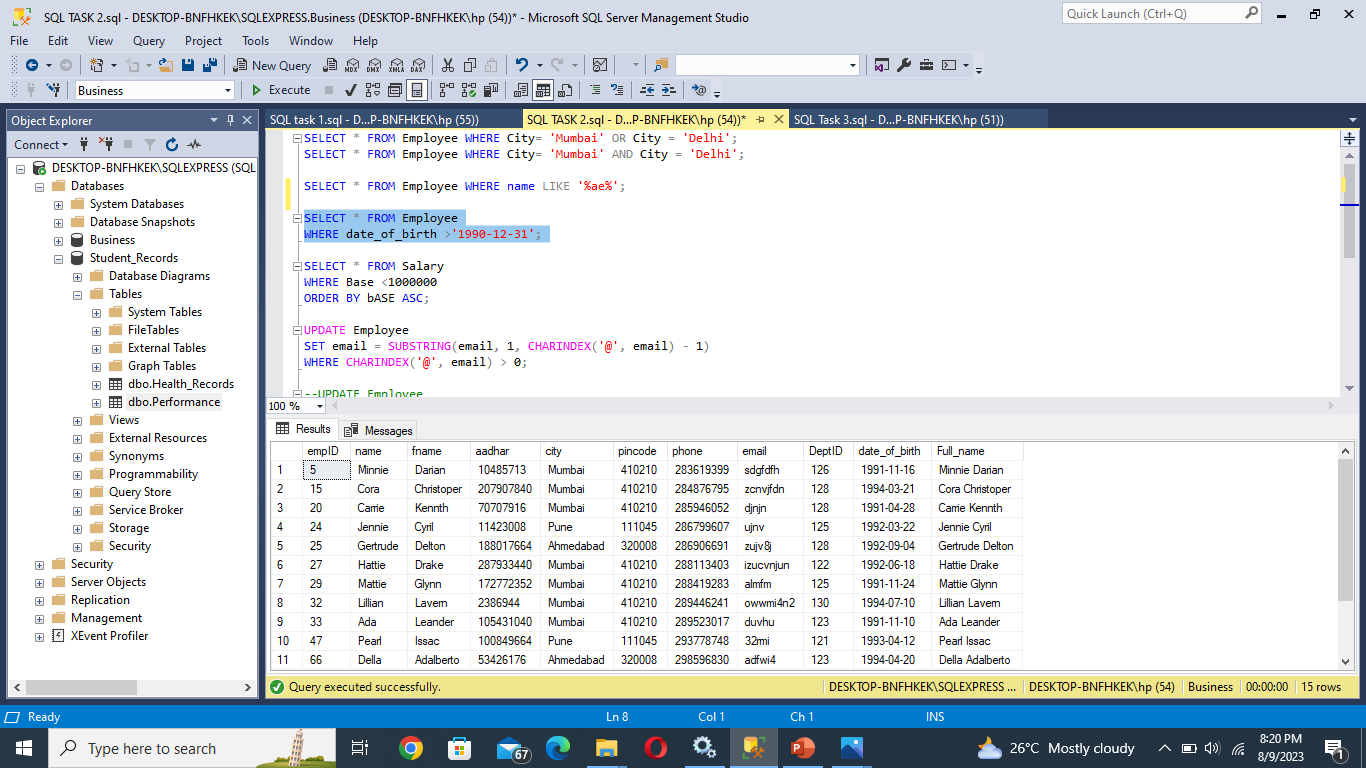 SQL TASK 2.sql - DESKTOP-BNFHKEK\SQLEXPRESS.Business (DESKTOP-BNFHKEK\hp (54))* - Microsoft SQL Server Management Studio
Quick Launch (Ctrl+Q)
File Edit View Query Project Tools Window Help
New Query MDX DMX XMLA DAX
Business Execute
Object Explorer
Connect
DESKTOP-BNFHKEK\SQLEXPRESS (SQL
Databases
System Databases
Database Snapshots
Business
Student_Records
Database Diagrams
Tables
System Tables
FileTables
External Tables
Graph Tables
dbo.Health_Records
dbo.Performance
Views
External Resources
Synonyms
Programmability
Query Store
Service Broker
Storage
Security
Security
Server Objects
Replication
Management
XEvent Profiler
SQL task 1.sql - D...P-BNFHKEK\hp (55)) SQL TASK 2.sql - D...P-BNFHKEK\hp (54))* SQL Task 3.sql - D...P-BNFHKEK\hp (51))
SELECT * FROM Employee WHERE City= 'Mumbai' OR City = 'Delhi';
SELECT * FROM Employee WHERE City= 'Mumbai' AND City = 'Delhi';
SELECT * FROM Employee WHERE name LIKE '%ae%';
SELECT * FROM Employee
WHERE date_of_birth >'1990-12-31';
SELECT * FROM Salary
WHERE Base <1000000
ORDER BY bASE ASC;
UPDATE Employee
SET email = SUBSTRING(email, 1, CHARINDEX('@', email) - 1)
WHERE CHARINDEX('@', email) > 0;
--UPDATE Employee
100 %
Results Messages
empID name fname aadhar city pincode phone email DeptID date_of_birth Full_name
1 5 Minnie Darian 10485713 Mumbai 410210 283619399 sdgfdfh 126 1991-11-16 Minnie Darian
2 15 Cora Christoper 207907840 Mumbai 410210 284876795 zcnvjfdn 128 1994-03-21 Cora Christoper
3 20 Carrie Kennth 70707916 Mumbai 410210 285946052 djnjn 128 1991-04-28 Carrie Kennth
4 24 Jennie Cyril 11423008 Pune 111045 286799607 ujnv 125 1992-03-22 Jennie Cyril
5 25 Gertrude Delton 188017664 Ahmedabad 320008 286906691 zujv8j 128 1992-09-04 Gertrude Delton
6 27 Hattie Drake 287933440 Mumbai 410210 288113403 izucvnjun 122 1992-06-18 Hattie Drake
7 29 Mattie Glynn 172772352 Mumbai 410210 288419283 almfm 125 1991-11-24 Mattie Glynn
8 32 Lillian Lavern 2386944 Mumbai 410210 289446241 owwmi4n2 130 1994-07-10 Lillian Lavern
9 33 Ada Leander 105431040 Mumbai 410210 289523017 duvhu 123 1991-11-10 Ada Leander
10 47 Pearl Issac 100849664 Pune 111045 293778748 32rmi 121 1993-04-12 Pearl Issac
11 66 Della Adalberto 53426176 Ahmedabad 320008 298596830 adfwi4 123 1994-04-20 Della Adalberto
Query executed successfully. DESKTOP-BNFHKEK\SQLEXPRESS ... DESKTOP-BNFHKEK\hp (54) Business 00:00:00 15 rows
Ready Ln 8 Col 1 Ch 1 INS
Type here to search 67 26°C Mostly cloudy 8:20 PM
8/9/2023 1